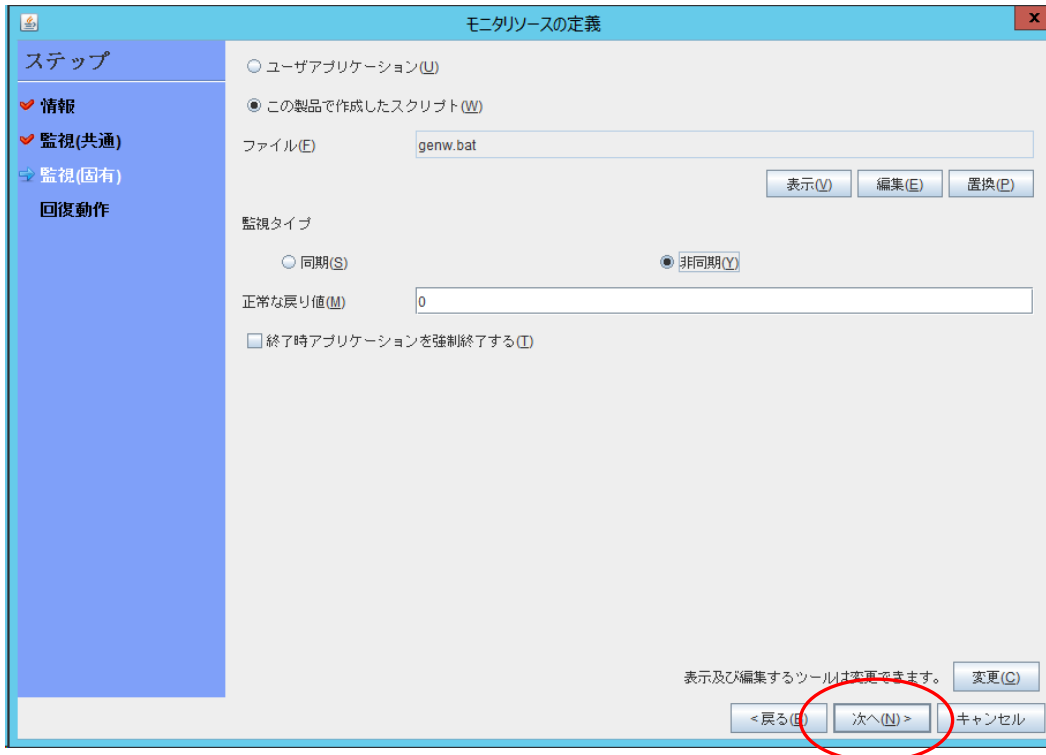 モニタリソースの定義
x
ステップ
情報
監視(共通)
監視(固有)
回復動作
ユーザアプリケーション(U)
この製品で作成したスクリプト(W)
ファイル(F) genw.bat
表示(V) 編集(E) 置換(P)
監視タイプ
同期(S) 非同期(Y)
正常な戻り値(M) 0
終了時アプリケーションを強制終了する(T)
表示及び編集するツールは変更できます。 変更(C)
<戻る(B) 次へ(N)> キャンセル